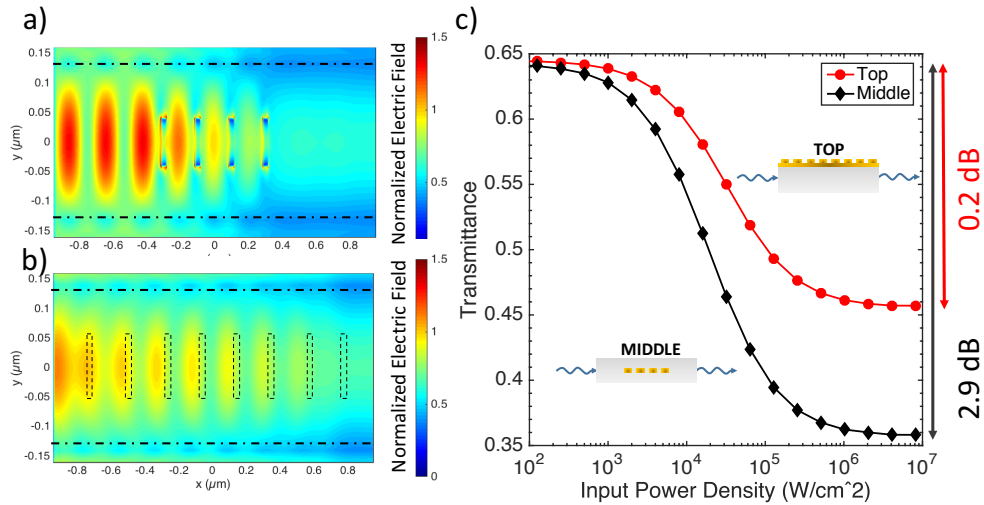 a)
0.15
0.1
0.05
0
-0.05
-0.1
-0.15
y (µm)
-0.8 -0.6 -0.4 -0.2 0 0.2 0.4 0.6 0.8
Normalized Electric Field
1.5
1
0.5
b)
0.15
0.1
0.05
0
-0.05
-0.1
-0.15
y (µm)
-0.8 -0.6 -0.4 -0.2 0 0.2 0.4 0.6 0.8
x (µm)
Normalized Electric Field
1.5
1
0.5
0
c)
0.65
0.6
0.55
0.5
0.45
0.4
0.35
Transmittance
Top
Middle
TOP
MIDDLE
10^2 10^3 10^4 10^5 10^6 10^7
Input Power Density (W/cm^2)
0.2 dB
2.9 dB